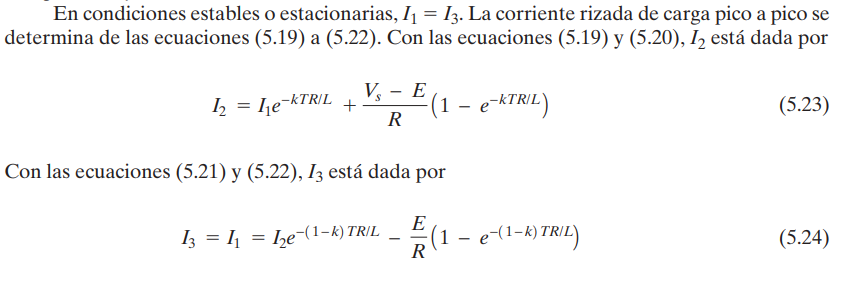 En condiciones estables o estacionarias, I₁ = I₃. La corriente rizada de carga pico a pico se
determina de las ecuaciones (5.19) a (5.22). Con las ecuaciones (5.19) y (5.20), I₂ está dada por
I₂ = I₁e^{-kTR/L} + \frac{V_s - E}{R}(1 - e^{-kTR/L}) (5.23)
Con las ecuaciones (5.21) y (5.22), I₃ está dada por
I₃ = I₁ = I₂e^{-(1-k)TR/L} - \frac{E}{R}(1 - e^{-(1-k)TR/L}) (5.24)